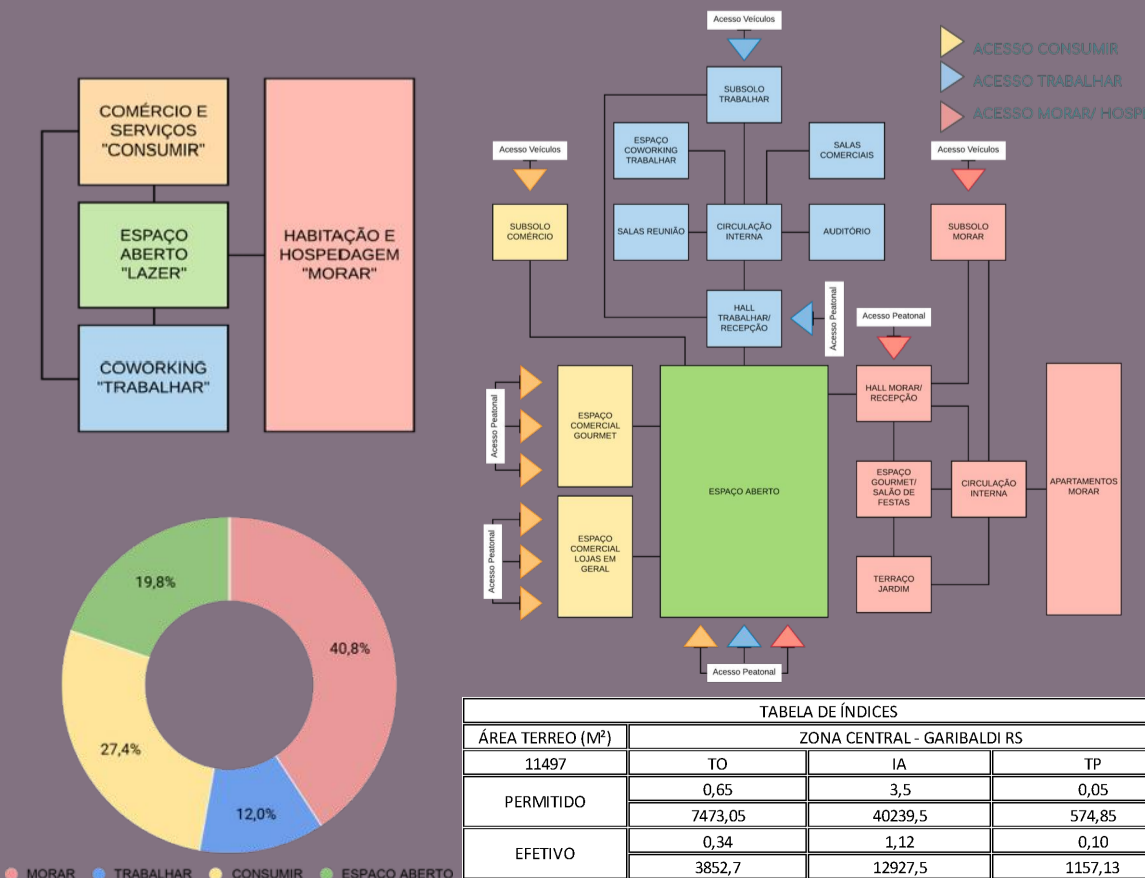 COMÉRCIO E
SERVIÇOS
"CONSUMIR"
ESPAÇO
ABERTO
"LAZER"
HABITAÇÃO E
HOSPEDAGEM
"MORAR"
COWORKING
"TRABALHAR"
Acesso Veículos
ACESSO CONSUMIR
ACESSO TRABALHAR
ACESSO MORAR/ HOSPE
SUBSOLO
TRABALHAR
ESPAÇO
COWORKING
TRABALHAR
SALAS
COMERCIAIS
Acesso Veículos
Acesso Veículos
SUBSOLO
COMÉRCIO
SALAS REUNIÃO
CIRCULAÇÃO
INTERNA
AUDITÓRIO
SUBSOLO
MORAR
HALL
TRABALHAR/
RECEPÇÃO
Acesso Peatonal
Acesso Peatonal
HALL MORAR/
RECEPÇÃO
Acesso Peatonal
ESPAÇO
COMERCIAL
GOURMET
ESPAÇO ABERTO
ESPAÇO
GOURMET/
SALÃO DE
FESTAS
CIRCULAÇÃO
INTERNA
APARTAMENTOS
MORAR
Acesso Peatonal
ESPAÇO
COMERCIAL
LOJAS EM
GERAL
TERRAÇO
JARDIM
Acesso Peatonal
19,8%
40,8%
27,4%
12,0%
MORAR TRABALHAR CONSUMIR ESPAÇO ABERTO
TABELA DE ÍNDICES
ÁREA TERREO (M²) ZONA CENTRAL - GARIBALDI RS
11497 TO IA TP
PERMITIDO 0,65 3,5 0,05
7473,05 40239,5 574,85
EFETIVO 0,34 1,12 0,10
3852,7 12927,5 1157,13